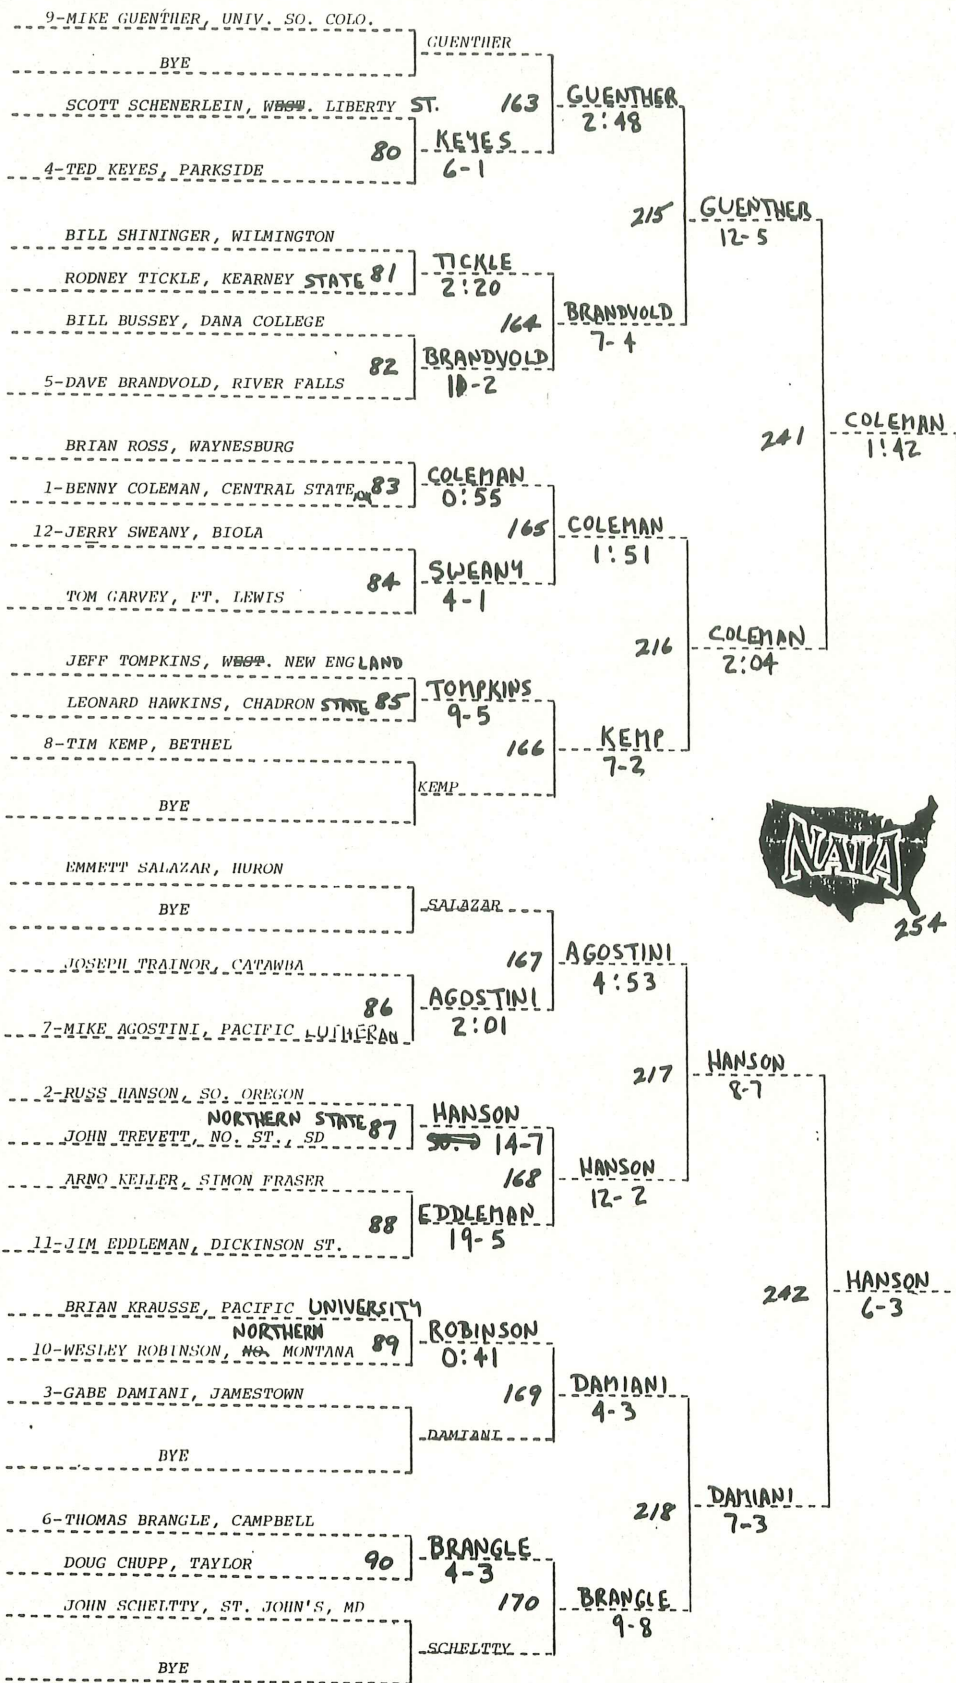 9-MIKE GUENTHER, UNIV. SO. COLO.
GUENTHER
BYE
SCOTT SCHENERLEIN, WEST. LIBERTY ST.
163
GUENTHER
2:48
80
KEYES
6-1
4-TED KEYES, PARKSIDE
215
GUENTHER
12-5
BILL SHININGER, WILMINGTON
TICKLE
2:20
RODNEY TICKLE, KEARNEY STATE 81
BILL BUSSEY, DANA COLLEGE
164
BRANDVOLD
7-4
82
BRANDVOLD
10-2
5-DAVE BRANDVOLD, RIVER FALLS
241
COLEMAN
1:42
BRIAN ROSS, WAYNESBURG
COLEMAN
0:55
1-BENNY COLEMAN, CENTRAL STATE, OK 83
12-JERRY SWEANY, BIOLA
165
COLEMAN
1:51
84
SWEANY
4-1
TOM GARVEY, FT. LEWIS
216
COLEMAN
2:04
JEFF TOMPKINS, WEST. NEW ENGLAND
TOMPKINS
9-5
LEONARD HAWKINS, CHADRON STATE 85
8-TIM KEMP, BETHEL
166
KEMP
7-2
KEMP
BYE
NAIA
254
EMMETT SALAZAR, HURON
BYE
SALAZAR
JOSEPH TRAINOR, CATAWBA
167
AGOSTINI
4:53
86
AGOSTINI
2:01
7-MIKE AGOSTINI, PACIFIC LUTHERAN
217
HANSON
8-7
2-RUSS HANSON, SO. OREGON
NORTHERN STATE 87
HANSON
SO. O 14-7
JOHN TREVETT, NO. ST., SD
ARNO KELLER, SIMON FRASER
168
HANSON
12-2
88
EDDLEMAN
19-5
11-JIM EDDLEMAN, DICKINSON ST.
242
HANSON
6-3
BRIAN KRAUSSE, PACIFIC UNIVERSITY
NORTHERN
10-WESLEY ROBINSON, NO. MONTANA 89
ROBINSON
0:41
3-GABE DAMIANI, JAMESTOWN
169
DAMIANI
4-3
DAMIANI
BYE
218
DAMIANI
7-3
6-THOMAS BRANGLE, CAMPBELL
BRANGLE
4-3
DOUG CHUPP, TAYLOR 90
JOHN SCHELTTY, ST. JOHN'S, MD
170
BRANGLE
9-8
SCHELTTY
BYE